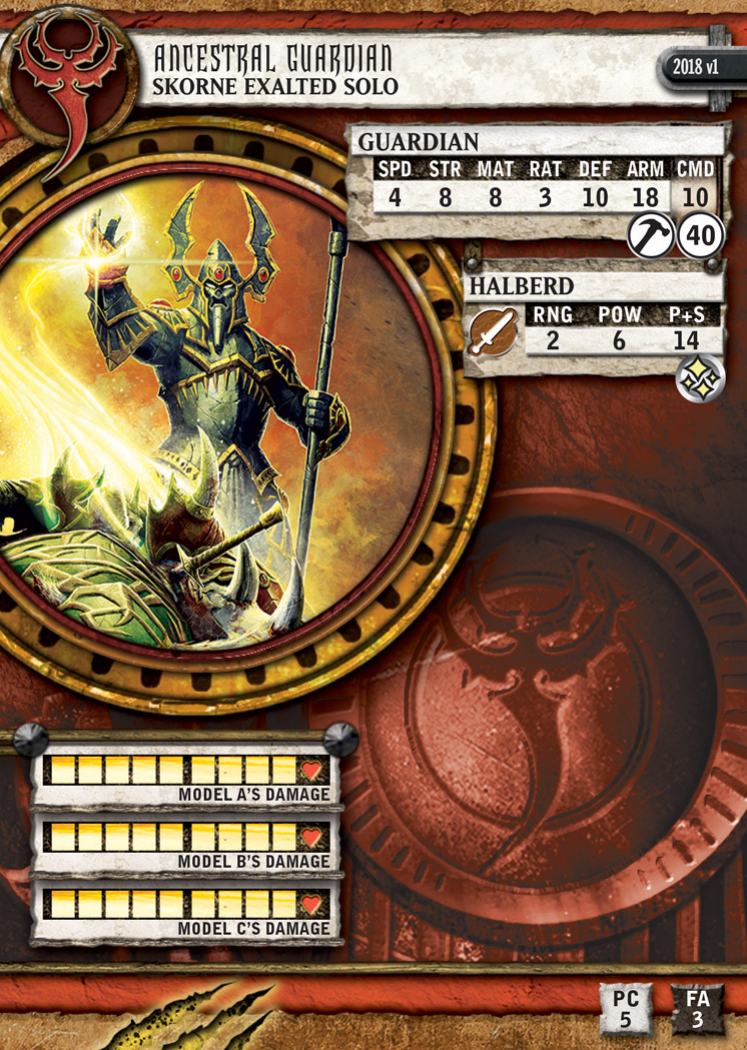 ANCESTRAL GUARDIAN
SKORNE EXALTED SOLO
2018 v1
GUARDIAN
SPD STR MAT RAT DEF ARM CMD
4 8 8 3 10 18 10
40
HALBERD
RNG POW P+S
2 6 14
MODEL A'S DAMAGE
MODEL B'S DAMAGE
MODEL C'S DAMAGE
PC FA
5 3